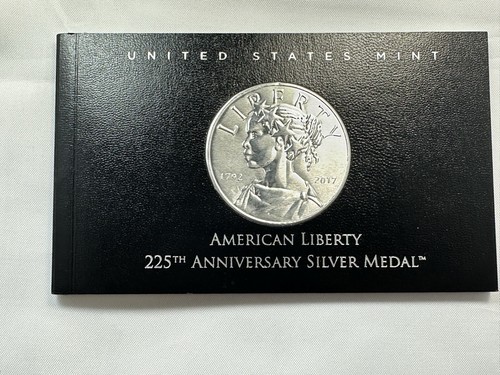 UNITED STATES MINT
LIBERTY
1792 2017
AMERICAN LIBERTY
225TH ANNIVERSARY SILVER MEDAL™